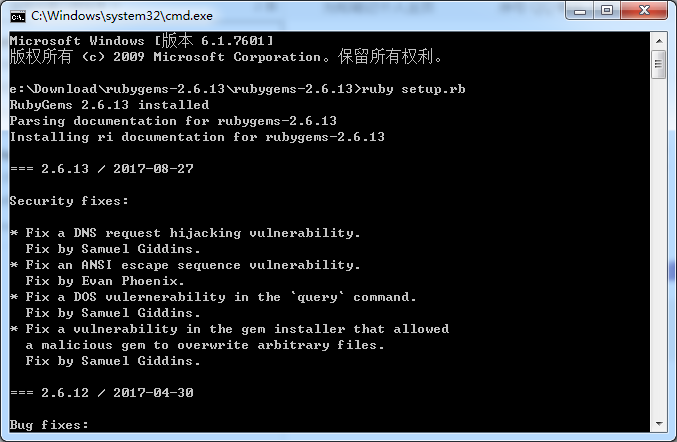 C:\Windows\system32\cmd.exe
Microsoft Windows [版本 6.1.7601]
版权所有 (c) 2009 Microsoft Corporation。保留所有权利。
e:\Download\rubygems-2.6.13\rubygems-2.6.13>ruby setup.rb
RubyGems 2.6.13 installed
Parsing documentation for rubygems-2.6.13
Installing ri documentation for rubygems-2.6.13
=== 2.6.13 / 2017-08-27
Security fixes:
* Fix a DNS request hijacking vulnerability.
Fix by Samuel Giddins.
* Fix an ANSI escape sequence vulnerability.
Fix by Evan Phoenix.
* Fix a DOS vulernerability in the `query` command.
Fix by Samuel Giddins.
* Fix a vulnerability in the gem installer that allowed
a malicious gem to overwrite arbitrary files.
Fix by Samuel Giddins.
=== 2.6.12 / 2017-04-30
Bug fixes: